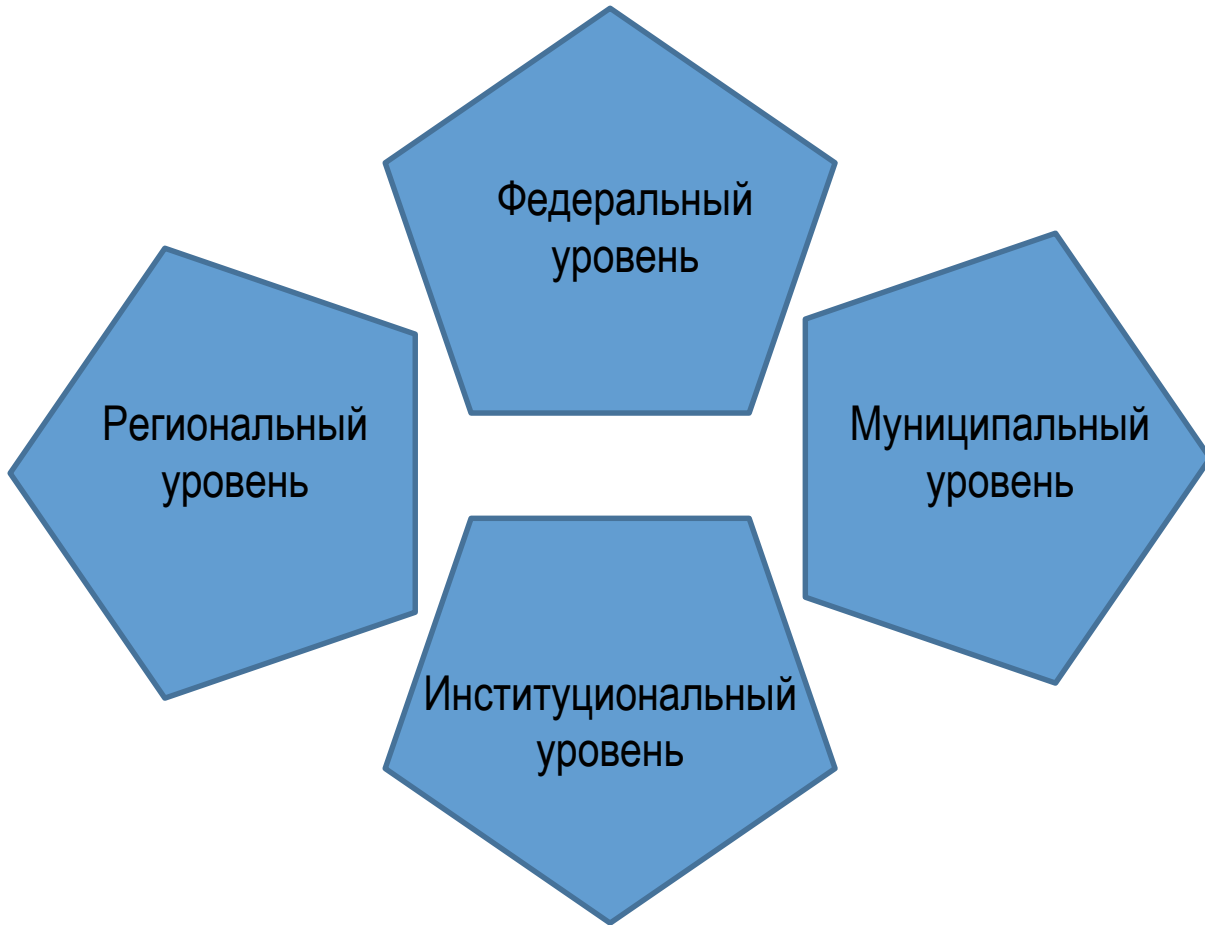 Федеральный
уровень
Региональный
уровень
Муниципальный
уровень
Институциональный
уровень